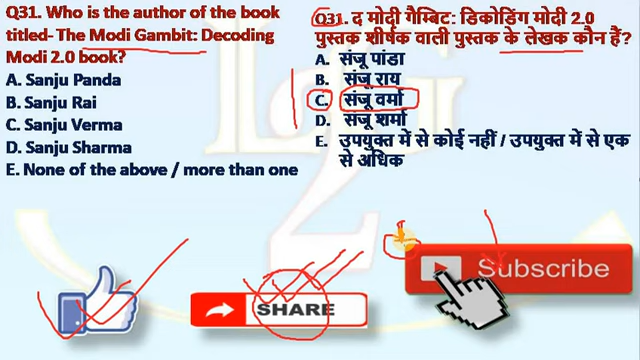 Q31. Who is the author of the book
titled- The Modi Gambit: Decoding
Modi 2.0 book?
A. Sanju Panda
B. Sanju Rai
C. Sanju Verma
D. Sanju Sharma
E. None of the above / more than one
Q31. द मोदी गैम्बिट: डिकोडिंग मोदी 2.0
पुस्तक शीर्षक वाली पुस्तक के लेखक कौन हैं?
A. संजू पांडा
B. संजू राय
C. संजू वर्मा
D. संजू शर्मा
E. उपयुक्त में से कोई नहीं / उपयुक्त में से एक
से अधिक
SHARE
Subscribe